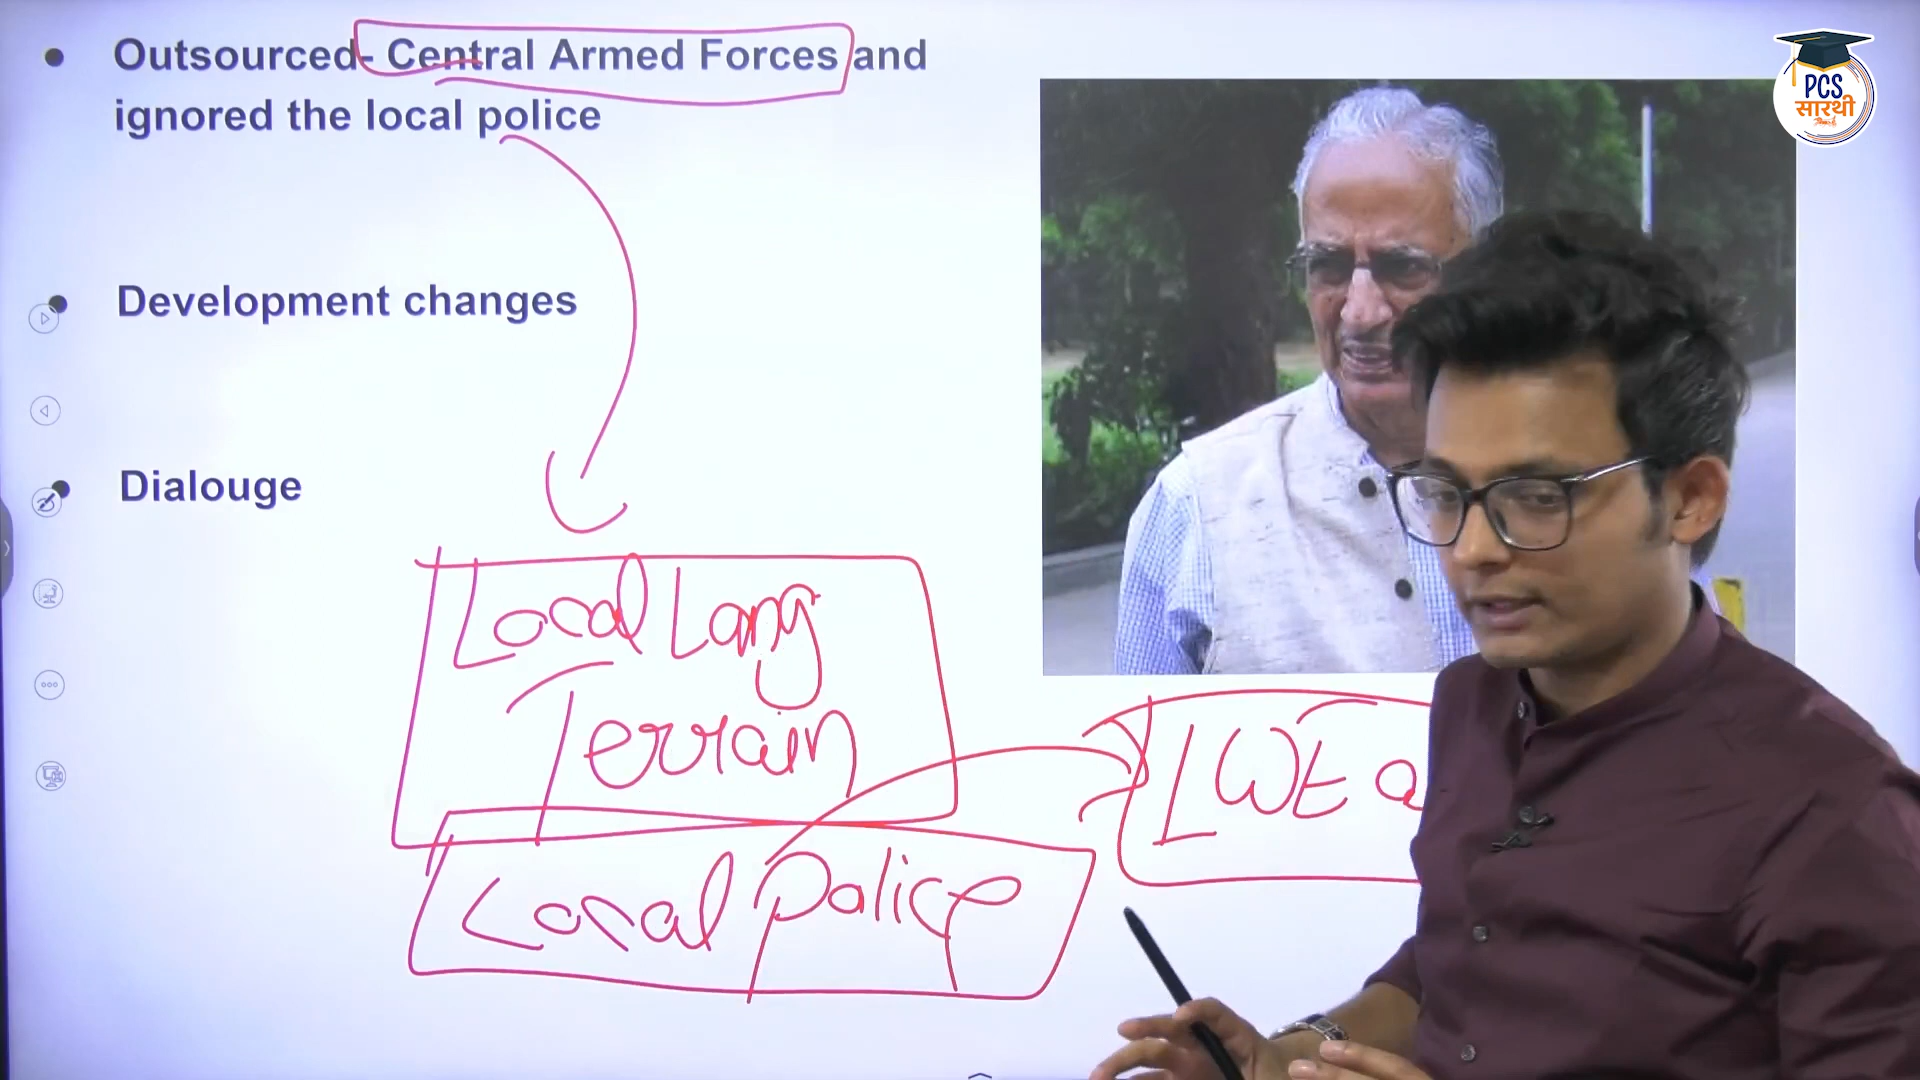 Outsourced- Central Armed Forces and
ignored the local police
PCS
सारथी
Development changes
Dialouge
Local Lang
Terrain
LWE a
Local Police